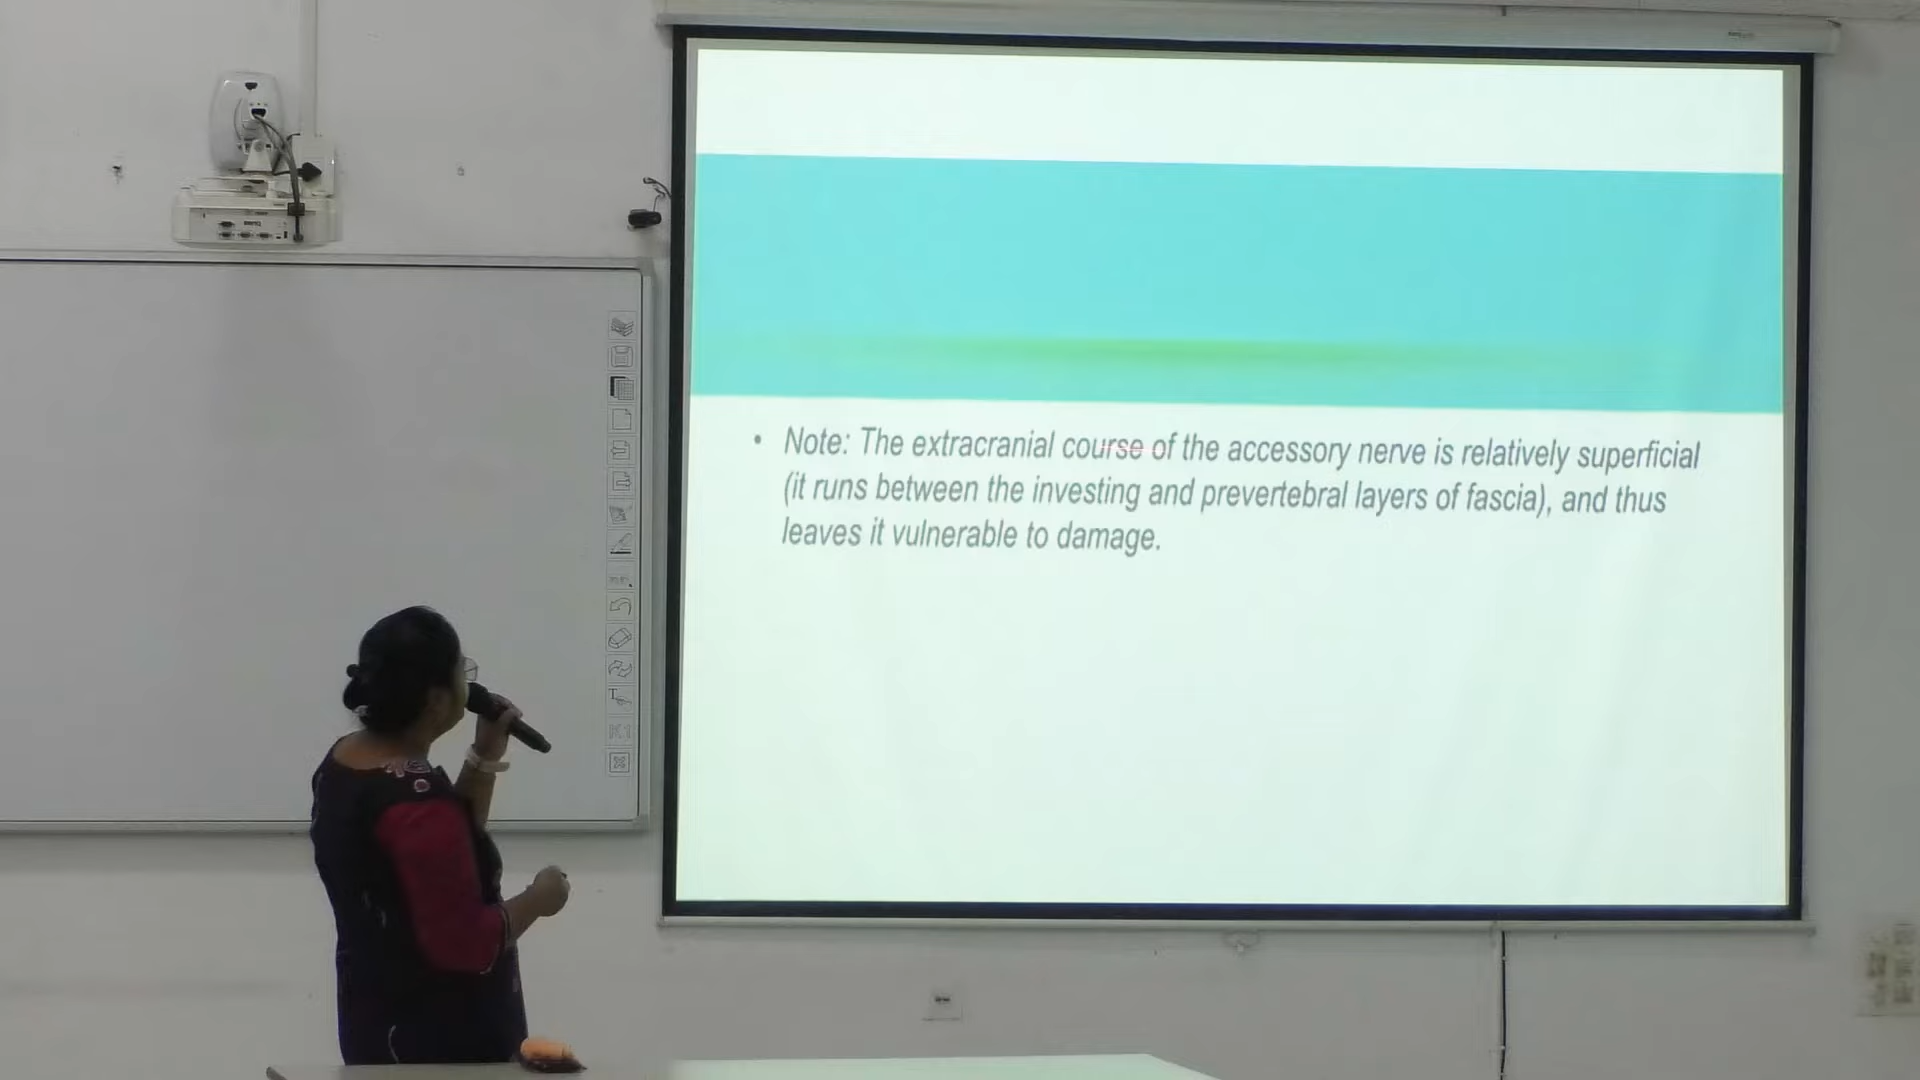 • Note: The extracranial course of the accessory nerve is relatively superficial
(it runs between the investing and prevertebral layers of fascia), and thus
leaves it vulnerable to damage.